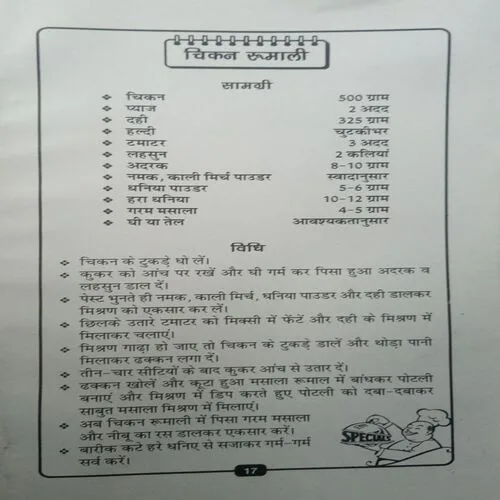 चिकन रूमाली
सामग्री
❖ चिकन 500 ग्राम
❖ प्याज 2 अदद
❖ दही 325 ग्राम
❖ हल्दी चुटकीभर
❖ टमाटर 3 अदद
❖ लहसुन 2 कलियां
❖ अदरक 8-10 ग्राम
❖ नमक, काली मिर्च पाउडर स्वादानुसार
❖ धनिया पाउडर 5-6 ग्राम
❖ हरा धनिया 10-12 ग्राम
❖ गरम मसाला 4-5 ग्राम
❖ घी या तेल आवश्यकतानुसार
विधि
❖ चिकन के टुकड़े धो लें।
❖ कुकर को आंच पर रखें और घी गर्म कर पिसा हुआ अदरक व
लहसुन डाल दें।
❖ पेस्ट भुनते ही नमक, काली मिर्च, धनिया पाउडर और दही डालकर
मिश्रण को एकसार कर लें।
❖ छिलके उतारे टमाटर को मिक्सी में फेंटें और दही के मिश्रण में
मिलाकर चलाएं।
❖ मिश्रण गाढ़ा हो जाए तो चिकन के टुकड़े डालें और थोड़ा पानी
मिलाकर ढक्कन लगा दें।
❖ तीन-चार सीटियों के बाद कुकर आंच से उतार दें।
❖ ढक्कन खोलें और कूटा हुआ मसाला रूमाल में बांधकर पोटली
बनाएं और मिश्रण में डिप करते हुए पोटली को दबा-दबाकर
साबुत मसाला मिश्रण में मिलाएं।
❖ अब चिकन रूमाली में पिसा गरम मसाला
और नीबू का रस डालकर एकसार करें।
❖ बारीक कटे हरे धनिए से सजाकर गर्म-गर्म
सर्व करें।
SPECIALS
17